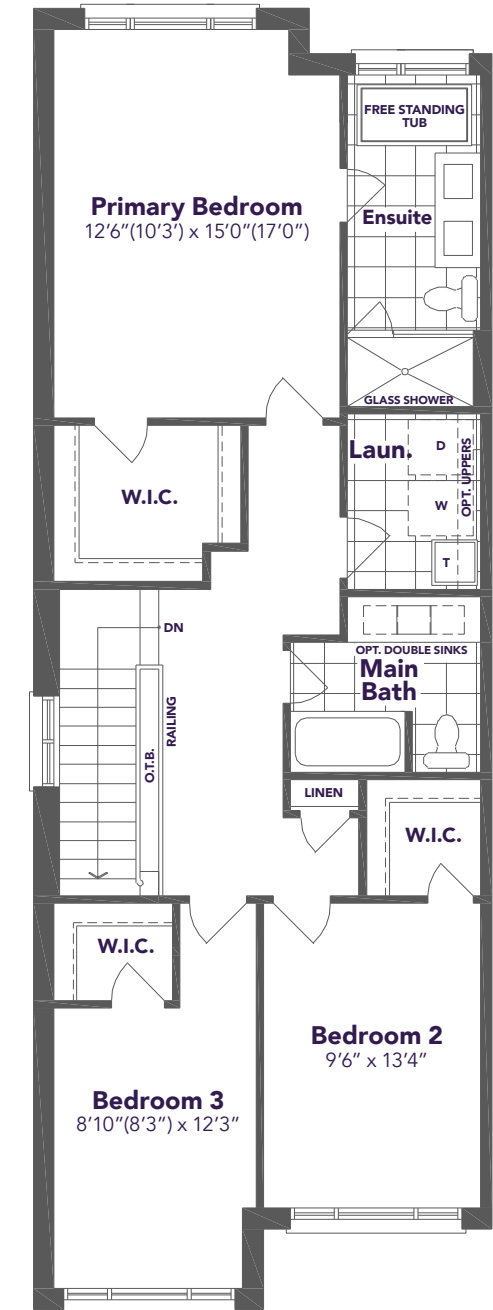 FREE STANDING
TUB
Primary Bedroom
12’6”(10’3’) x 15’0”(17’0”)
Ensuite
GLASS SHOWER
Laun.
D
OPT. UPPERS
W.I.C.
W
T
DN
OPT. DOUBLE SINKS
Main
Bath
RAILING
O.T.B.
LINEN
W.I.C.
W.I.C.
Bedroom 2
9’6” x 13’4”
Bedroom 3
8’10”(8’3”) x 12’3”